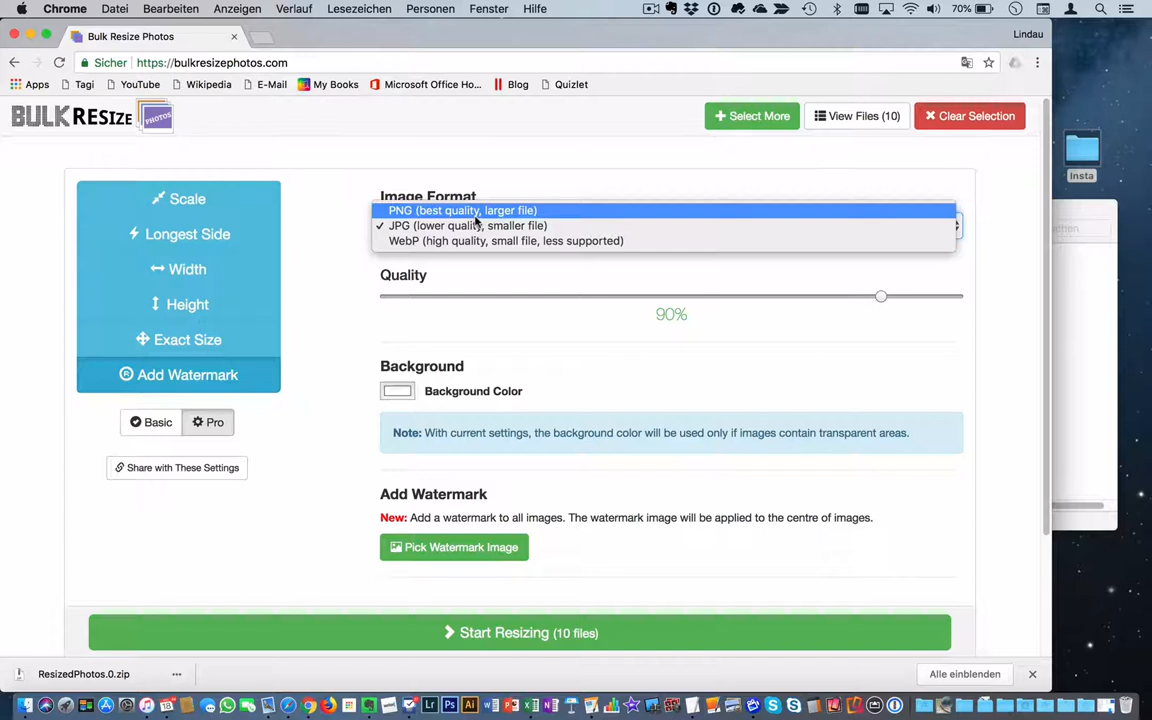 Chrome Datei Bearbeiten Anzeigen Verlauf Lesezeichen Personen Fenster Hilfe 70%
Bulk Resize Photos Lindau
Sicher https://bulkresizephotos.com
Apps Tagi YouTube Wikipedia E-Mail My Books Microsoft Office Ho... Blog Quizlet
BULK RESize PHOTOS Select More View Files (10) Clear Selection
Insta
Scale
Longest Side
Width
Height
Exact Size
Add Watermark
Basic Pro
Share with These Settings
Image Format
PNG (best quality, larger file)
JPG (lower quality, smaller file)
WebP (high quality, small file, less supported)
Quality
90%
Background
Background Color
Note: With current settings, the background color will be used only if images contain transparent areas.
Add Watermark
New: Add a watermark to all images. The watermark image will be applied to the centre of images.
Pick Watermark Image
Start Resizing (10 files)
ResizedPhotos.0.zip Alle einblenden